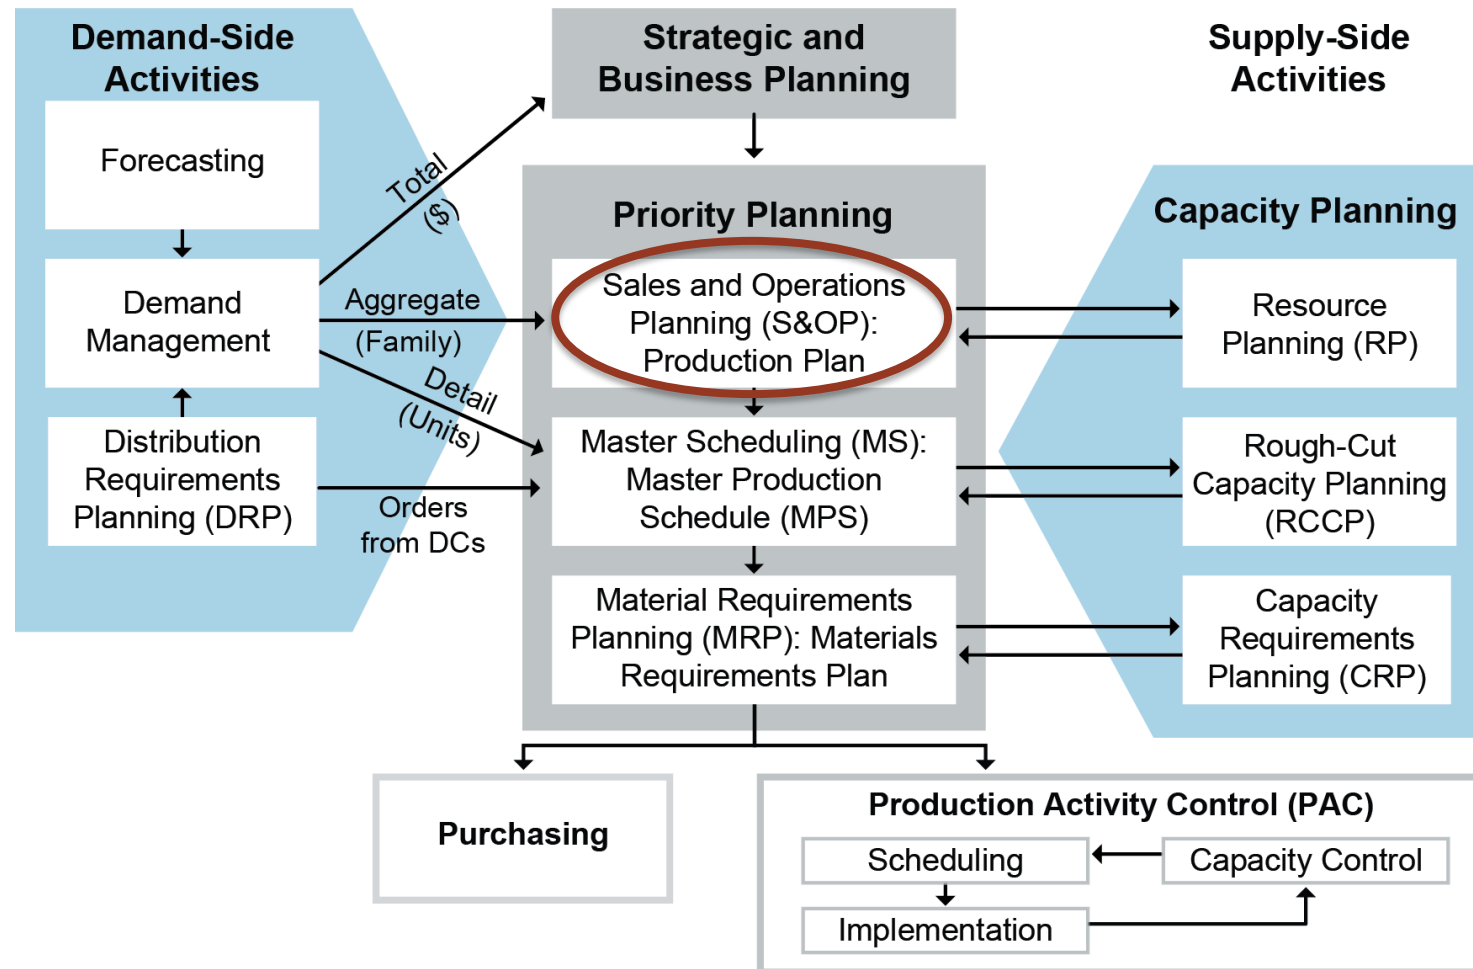 Demand-Side
Activities
Forecasting
Demand
Management
Distribution
Requirements
Planning (DRP)
Total
($)
Aggregate
(Family)
Detail
(Units)
Orders
from DCs
Strategic and
Business Planning
Priority Planning
Sales and Operations
Planning (S&OP):
Production Plan
Master Scheduling (MS):
Master Production
Schedule (MPS)
Material Requirements
Planning (MRP): Materials
Requirements Plan
Supply-Side
Activities
Capacity Planning
Resource
Planning (RP)
Rough-Cut
Capacity Planning
(RCCP)
Capacity
Requirements
Planning (CRP)
Purchasing
Production Activity Control (PAC)
Scheduling
Capacity Control
Implementation